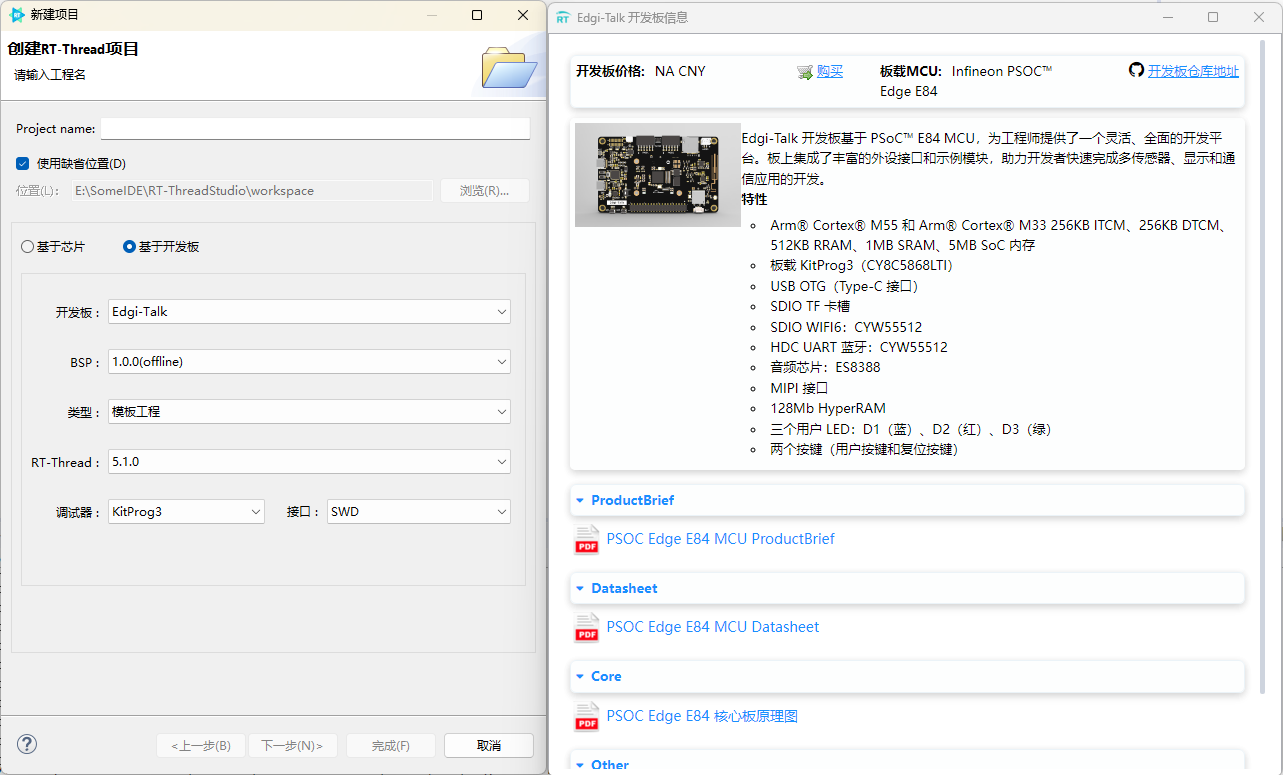 新建项目
创建RT-Thread项目
请输入工程名
Project name:
使用缺省位置(D)
位置(L):
E:\SomeIDE\RT-ThreadStudio\workspace
浏览(R)...
基于芯片
基于开发板
开发板：
Edgi-Talk
BSP：
1.0.0(offline)
类型：
模板工程
RT-Thread：
5.1.0
调试器：
KitProg3
接口：
SWD
<上一步(B)
下一步(N)>
完成(F)
取消
Edgi-Talk 开发板信息
开发板价格: NA CNY
购买
板载MCU: Infineon PSOC™
Edge E84
开发板仓库地址
Edgi-Talk 开发板基于 PSoC™ E84 MCU，为工程师提供了一个灵活、全面的开发平
台。板上集成了丰富的外设接口和示例模块，助力开发者快速完成多传感器、显示和通
信应用的开发。
特性
Arm® Cortex® M55 和 Arm® Cortex® M33 256KB ITCM、256KB DTCM、
512KB RRAM、1MB SRAM、5MB SoC 内存
板载 KitProg3（CY8C5868LTI）
USB OTG（Type-C 接口）
SDIO TF 卡槽
SDIO WIFI6：CYW55512
HDC UART 蓝牙：CYW55512
音频芯片：ES8388
MIPI 接口
128Mb HyperRAM
三个用户 LED：D1（蓝）、D2（红）、D3（绿）
两个按键（用户按键和复位按键）
ProductBrief
PSOC Edge E84 MCU ProductBrief
Datasheet
PSOC Edge E84 MCU Datasheet
Core
PSOC Edge E84 核心板原理图
Other